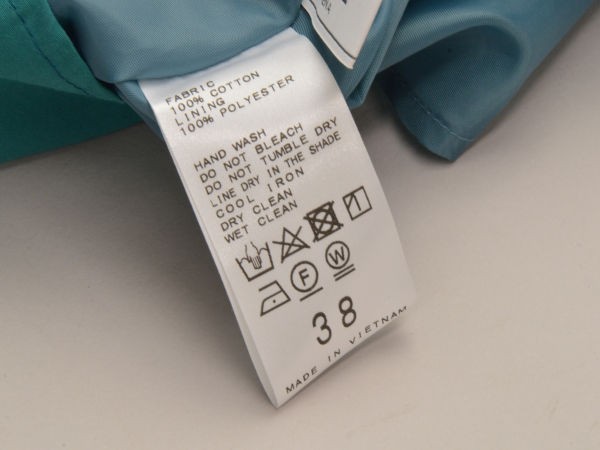 FABRIC
100% COTTON
LINING
100% POLYESTER
HAND WASH
DO NOT BLEACH
DO NOT TUMBLE DRY
LINE DRY IN THE SHADE
COOL IRON
DRY CLEAN
WET CLEAN
F
W
38
MADE IN VIETNAM